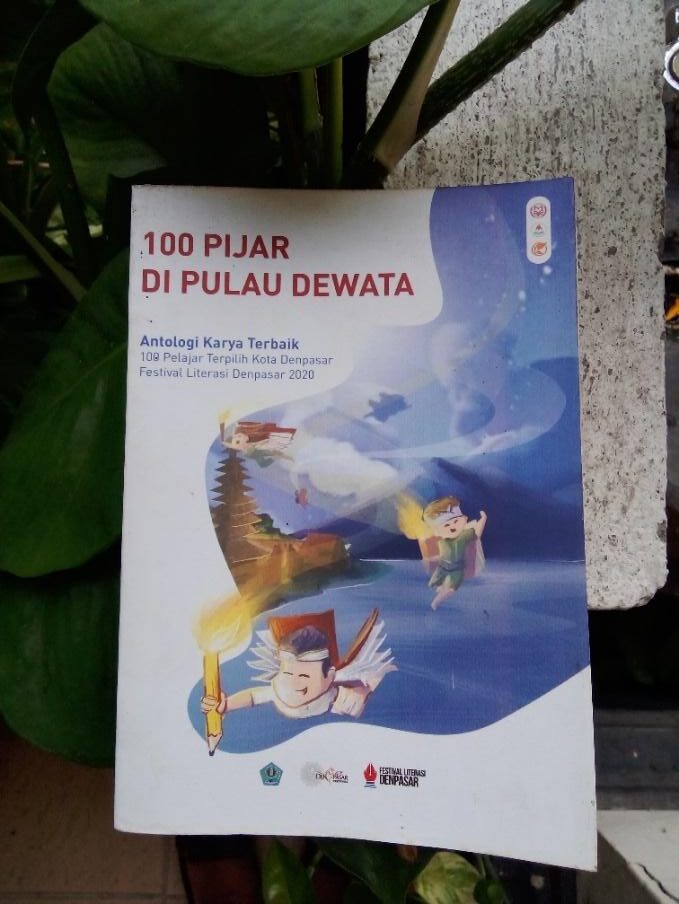 100 PIJAR
DI PULAU DEWATA
Antologi Karya Terbaik
100 Pelajar Terpilih Kota Denpasar
Festival Literasi Denpasar 2020
FESTIVAL LITERASI
DENPASAR